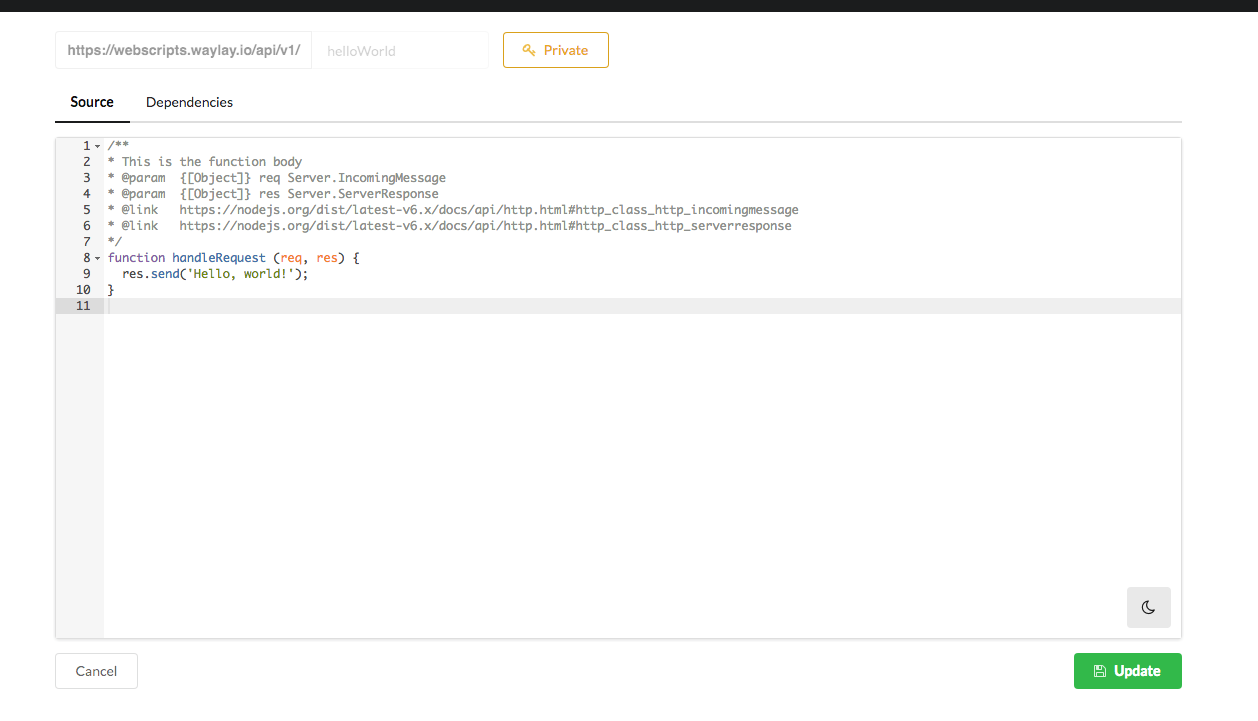 https://webscripts.waylay.io/api/v1/ helloWorld Private
Source Dependencies
1 /**
2 * This is the function body
3 * @param  {[Object]} req Server.IncomingMessage
4 * @param  {[Object]} res Server.ServerResponse
5 * @link   https://nodejs.org/dist/latest-v6.x/docs/api/http.html#http_class_http_incomingmessage
6 * @link   https://nodejs.org/dist/latest-v6.x/docs/api/http.html#http_class_http_serverresponse
7 */
8 function handleRequest (req, res) {
9   res.send('Hello, world!');
10 }
11
Cancel Update